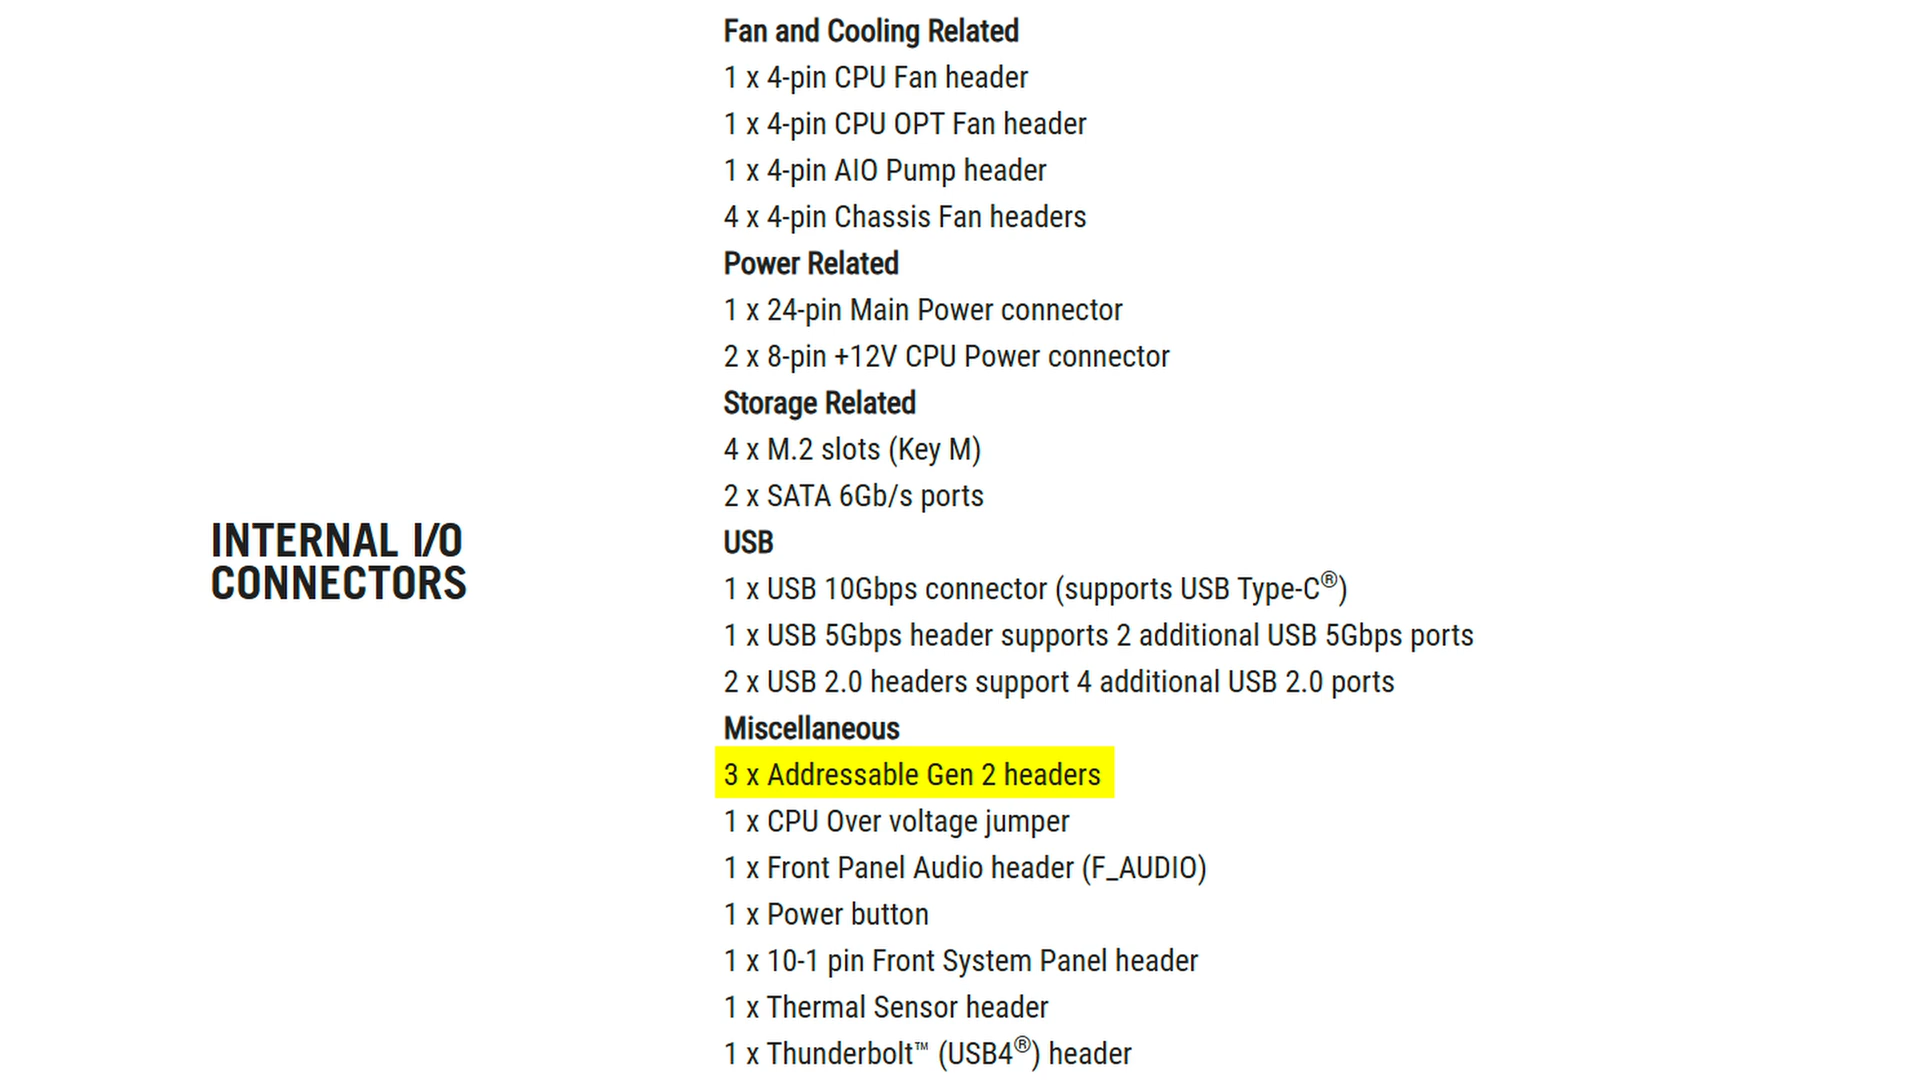 INTERNAL I/O
CONNECTORS
Fan and Cooling Related
1 x 4-pin CPU Fan header
1 x 4-pin CPU OPT Fan header
1 x 4-pin AIO Pump header
4 x 4-pin Chassis Fan headers
Power Related
1 x 24-pin Main Power connector
2 x 8-pin +12V CPU Power connector
Storage Related
4 x M.2 slots (Key M)
2 x SATA 6Gb/s ports
USB
1 x USB 10Gbps connector (supports USB Type-C®)
1 x USB 5Gbps header supports 2 additional USB 5Gbps ports
2 x USB 2.0 headers support 4 additional USB 2.0 ports
Miscellaneous
3 x Addressable Gen 2 headers
1 x CPU Over voltage jumper
1 x Front Panel Audio header (F_AUDIO)
1 x Power button
1 x 10-1 pin Front System Panel header
1 x Thermal Sensor header
1 x Thunderbolt™ (USB4®) header